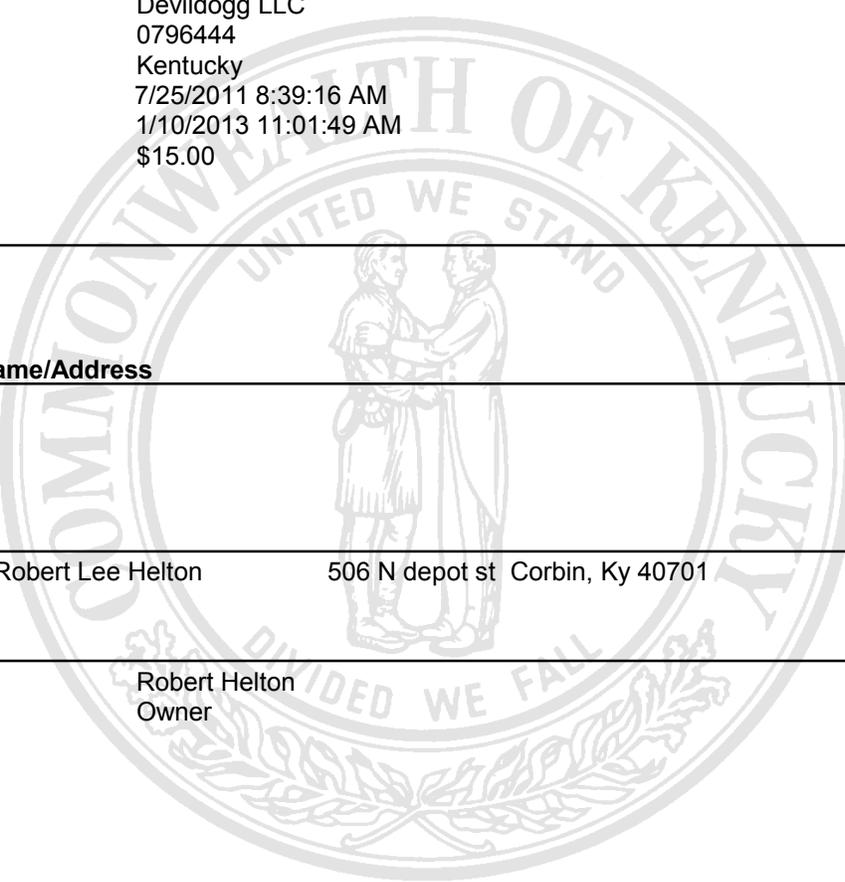 Devildogg LLC
0796444
Kentucky
7/25/2011 8:39:16 AM
1/10/2013 11:01:49 AM
$15.00
COMMONWEALTH OF KENTUCKY
UNITED WE STAND
ame/Address
Robert Lee Helton 506 N depot st Corbin, Ky 40701
DIVIDED WE FALL
Robert Helton
Owner